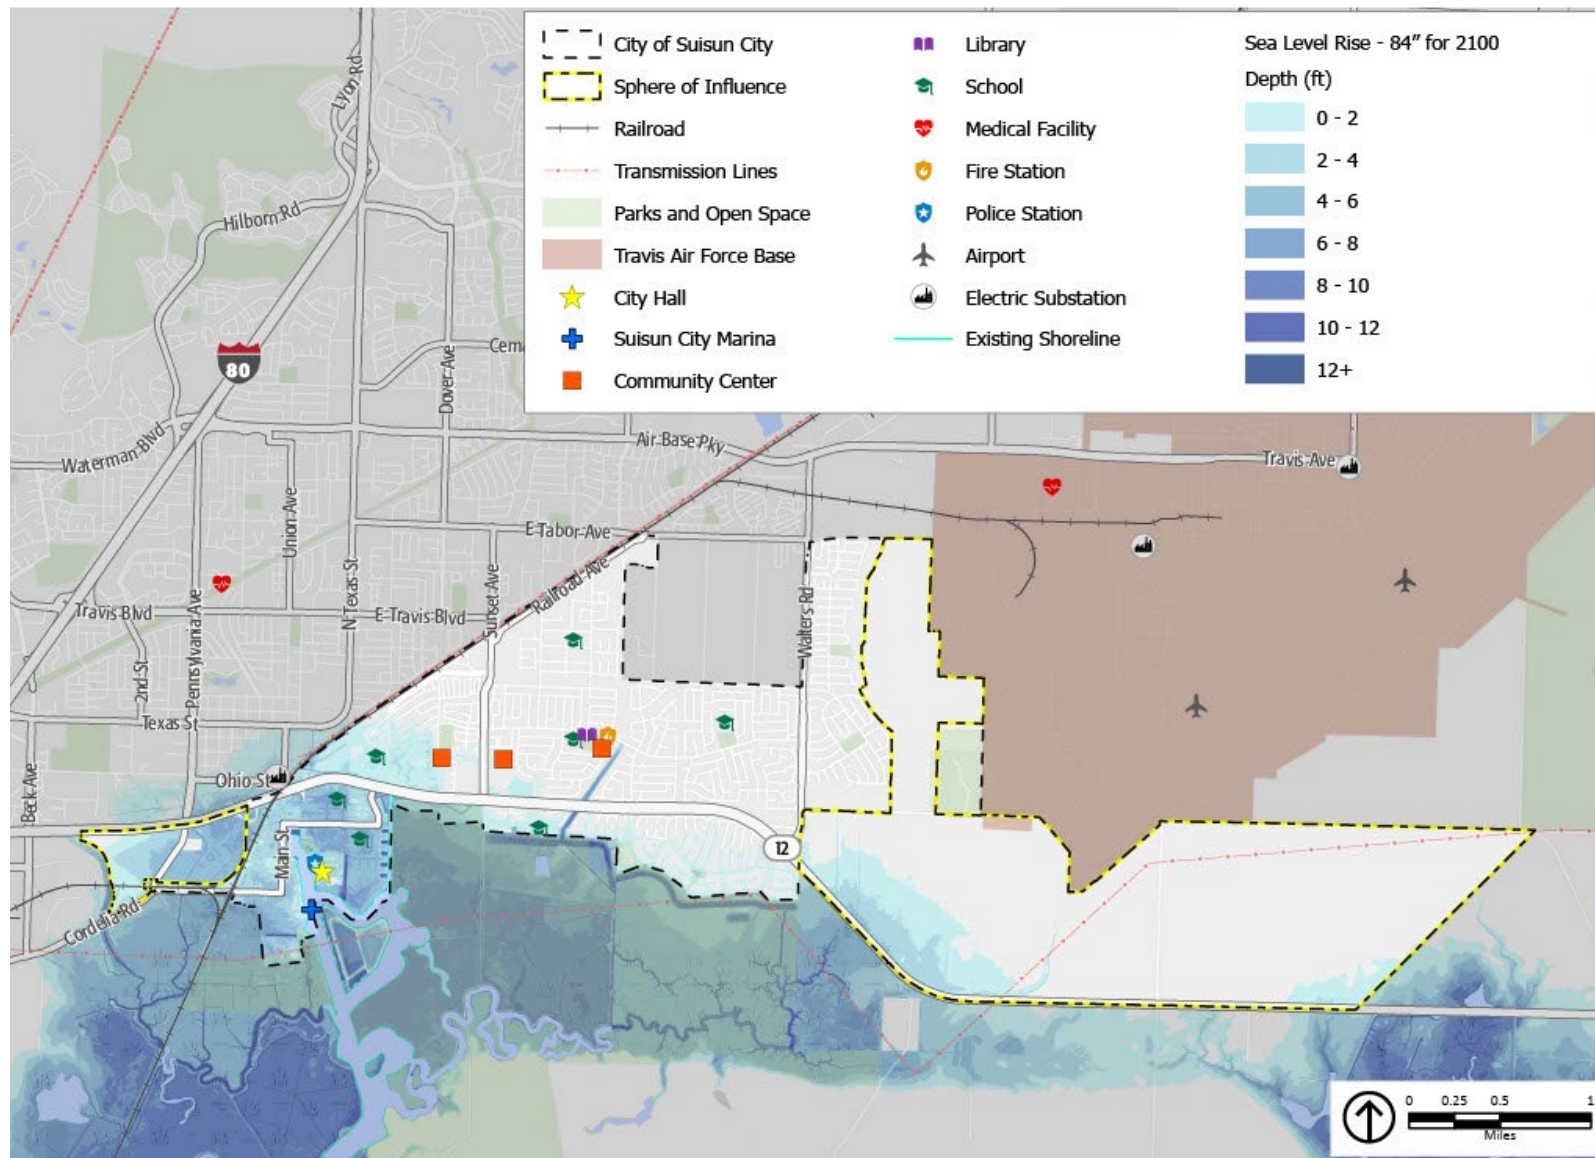 City of Suisun City
Sphere of Influence
Railroad
Transmission Lines
Parks and Open Space
Travis Air Force Base
City Hall
Suisun City Marina
Community Center
Library
School
Medical Facility
Fire Station
Police Station
Airport
Electric Substation
Existing Shoreline
Sea Level Rise - 84” for 2100
Depth (ft)
0 - 2
2 - 4
4 - 6
6 - 8
8 - 10
10 - 12
12+
Lyon Rd
Hilborn Rd
80
Dover Ave
Waterman Blvd
Air Base Pky
Travis Ave
Union Ave
N Texas St
E Tabor Ave
Railroad Ave
Sunset Ave
Walters Rd
Travis Blvd
E Travis Blvd
Pennsylvania Ave
2nd St
Texas St
Beck Ave
Ohio St
Main St
12
Cordelia Rd
0 0.25 0.5 1
Miles